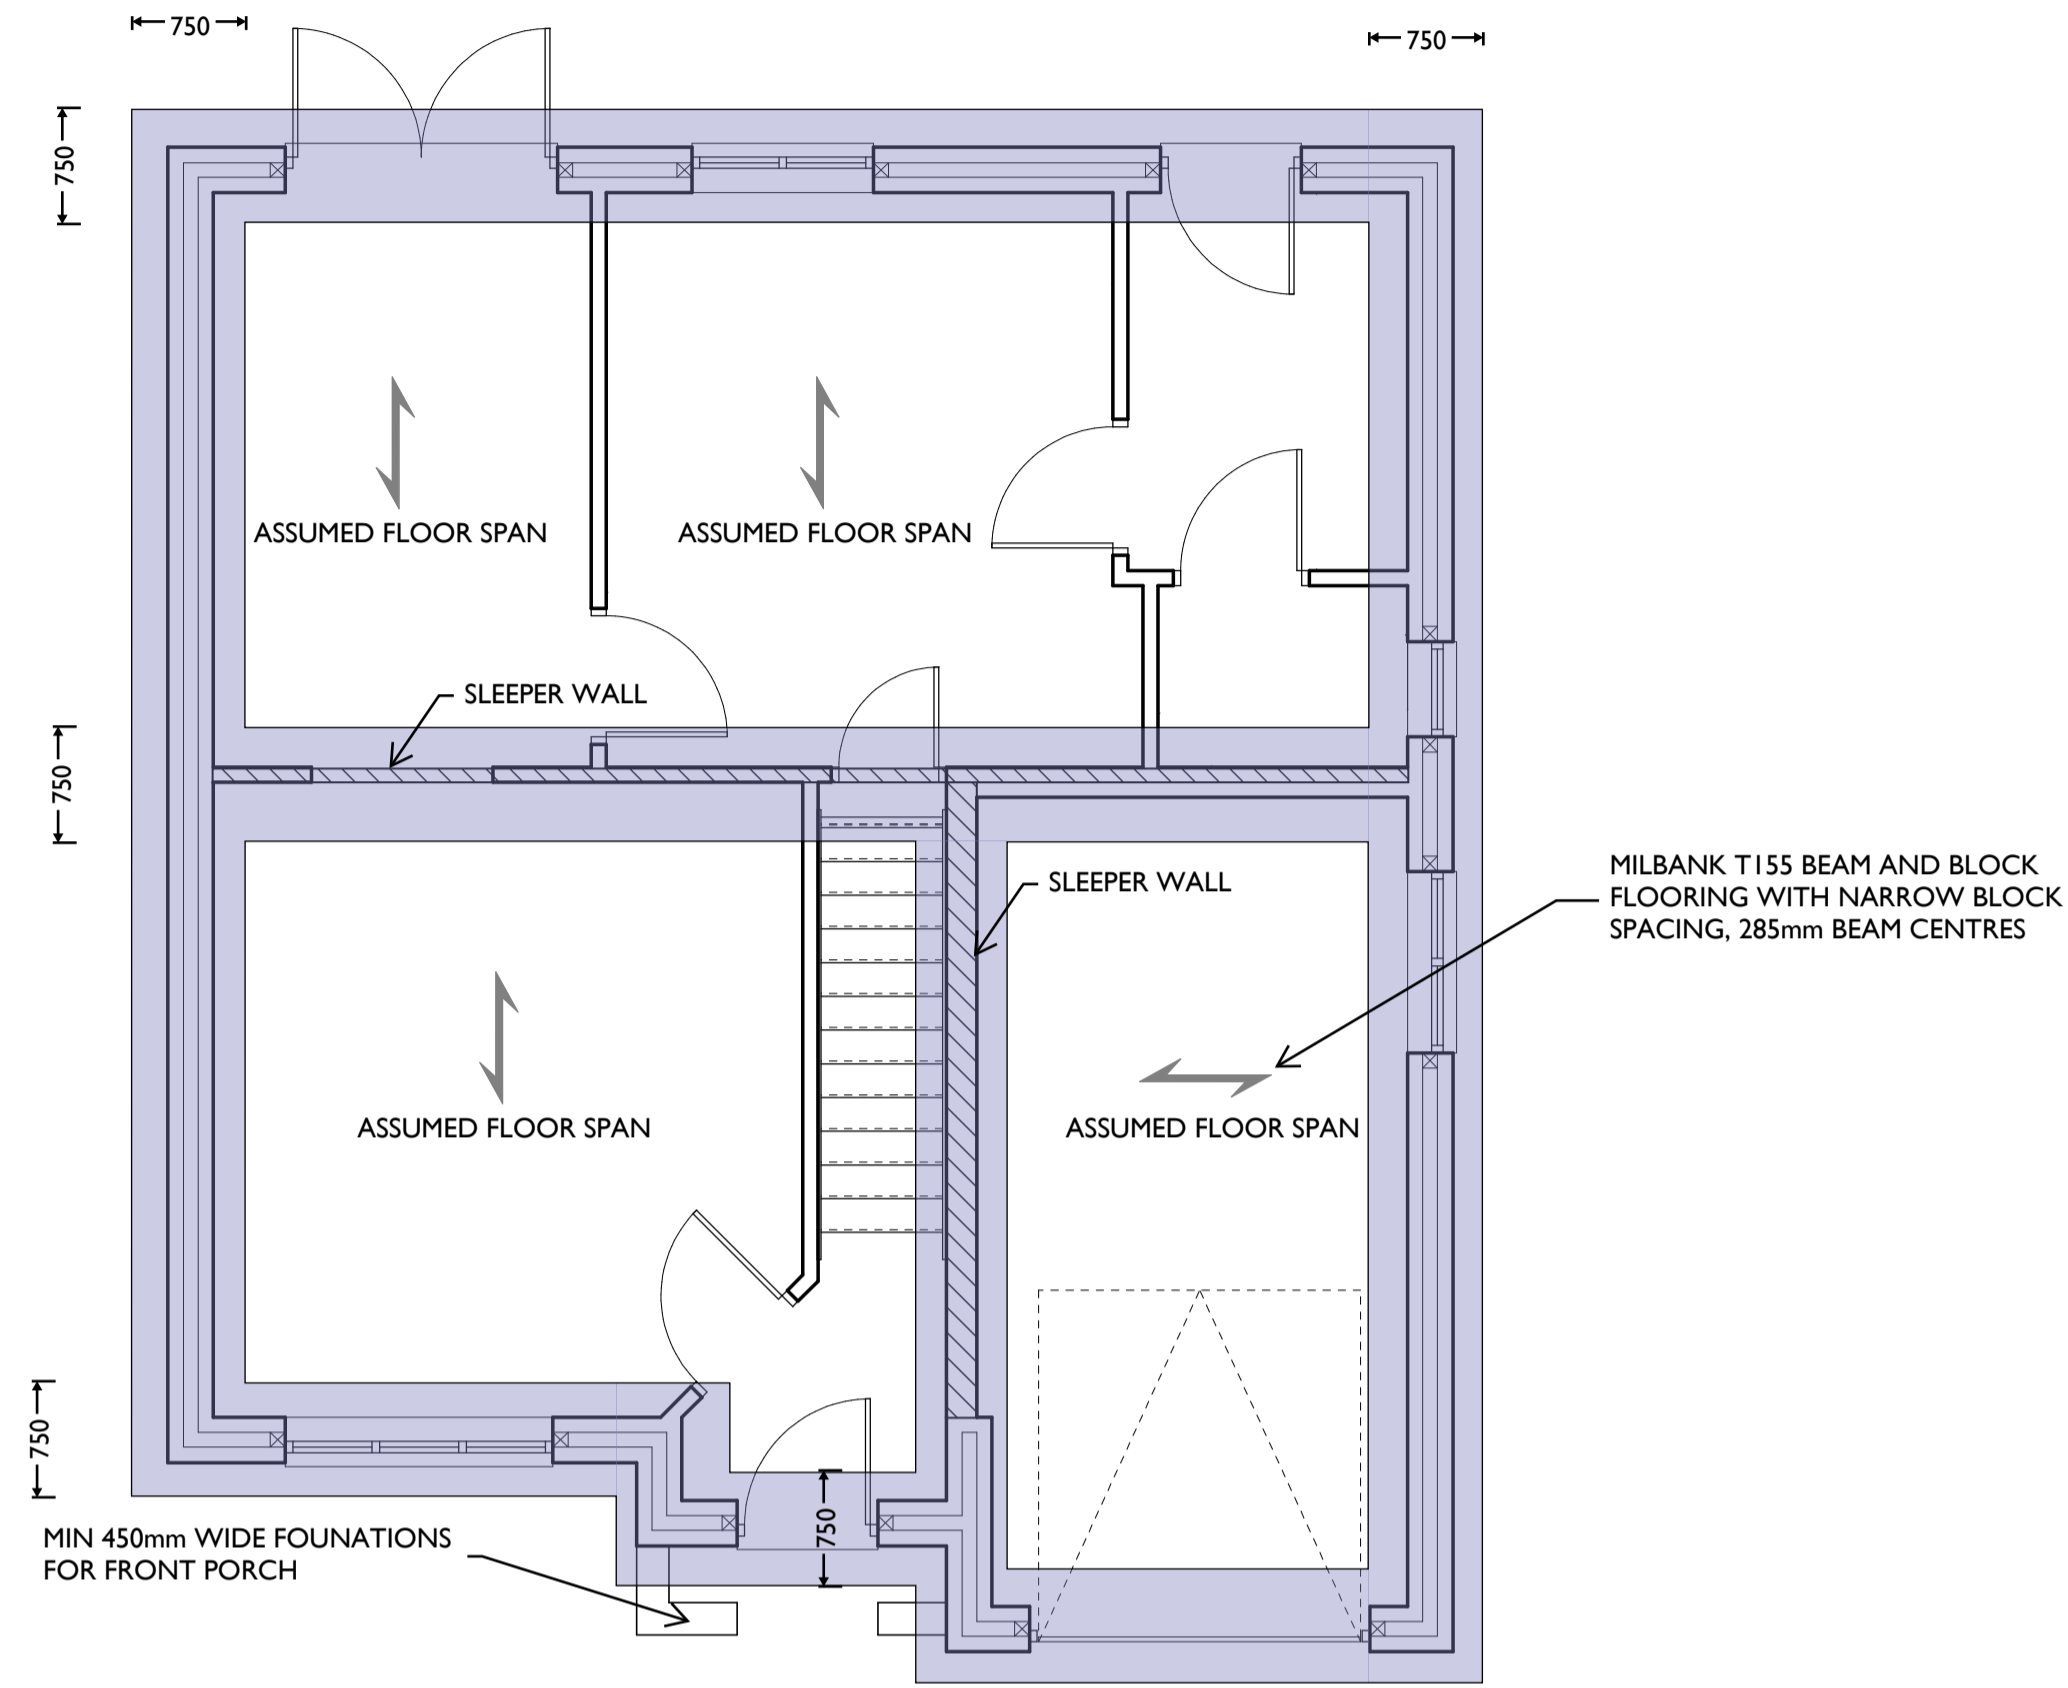 750
750
750
ASSUMED FLOOR SPAN
ASSUMED FLOOR SPAN
SLEEPER WALL
750
SLEEPER WALL
MILBANK T155 BEAM AND BLOCK
FLOORING WITH NARROW BLOCK
SPACING, 285mm BEAM CENTRES
ASSUMED FLOOR SPAN
ASSUMED FLOOR SPAN
750
750
MIN 450mm WIDE FOUNATIONS
FOR FRONT PORCH